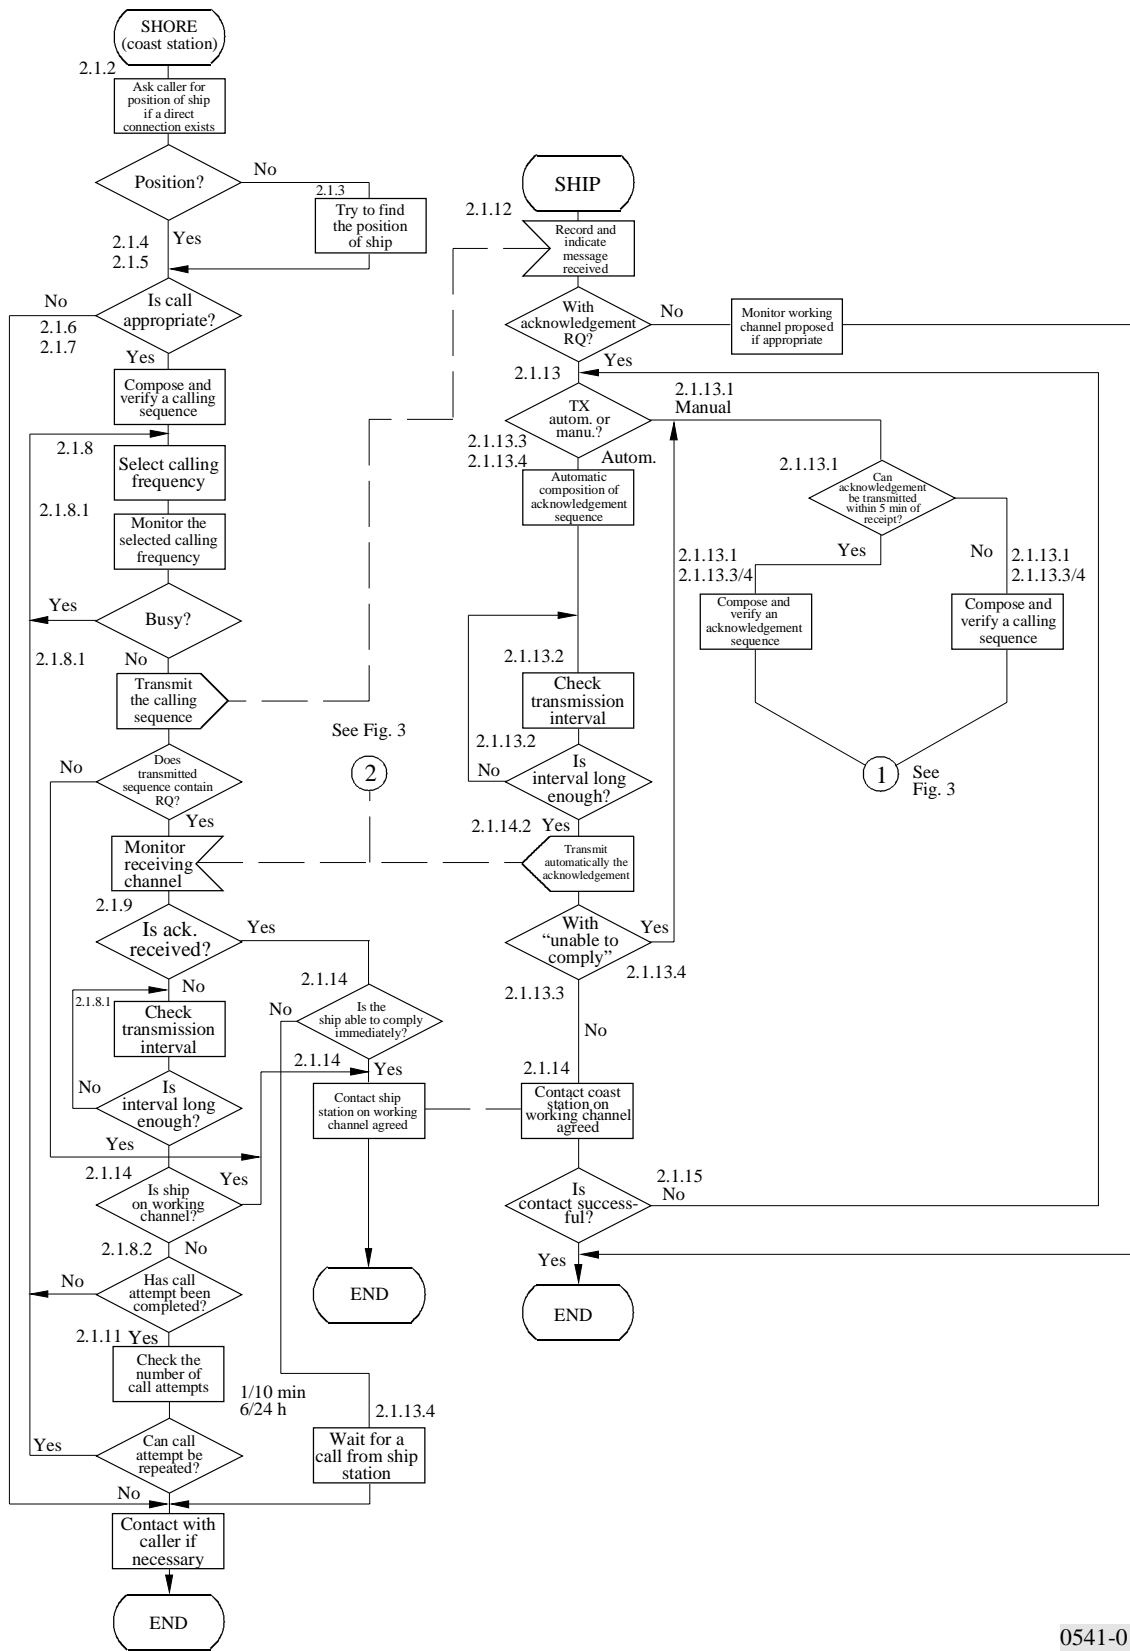 SHORE
(coast station)
2.1.2
Ask caller for
position of ship
if a direct
connection exists
Position?
No
2.1.3
Try to find
the position
of ship
Yes
2.1.4
2.1.5
Is call
appropriate?
No
2.1.6
2.1.7
Yes
Compose and
verify a calling
sequence
2.1.8
Select calling
frequency
2.1.8.1
Monitor the
selected calling
frequency
Yes
Busy?
2.1.8.1
No
Transmit
the calling
sequence
No
Does
transmitted
sequence contain
RQ?
Yes
Monitor
receiving
channel
2.1.9
Is ack.
received?
Yes
No
2.1.8.1
Check
transmission
interval
No
Is
interval long
enough?
Yes
2.1.14
Is ship
on working
channel?
Yes
2.1.8.2
No
No
Has call
attempt been
completed?
2.1.11
Yes
Check the
number of
call attempts
1/10 min
6/24 h
Yes
Can call
attempt be
repeated?
No
Contact with
caller if
necessary
END
See Fig. 3
2
2.1.14
No
Is the
ship able to comply
immediately?
2.1.14
Yes
Contact ship
station on working
channel agreed
END
2.1.13.4
Wait for a
call from ship
station
SHIP
2.1.12
Record and
indicate
message
received
With
acknowledgement
RQ?
No
Monitor working
channel proposed
if appropriate
2.1.13
Yes
TX
autom. or
manu.?
2.1.13.1
Manual
2.1.13.3
2.1.13.4
Autom.
Automatic
composition of
acknowledgement
sequence
2.1.13.1
Can
acknowledgement
be transmitted
within 5 min of
receipt?
Yes
No
2.1.13.1
2.1.13.3/4
2.1.13.1
2.1.13.3/4
Compose and
verify an
acknowledgement
sequence
Compose and
verify a calling
sequence
1
See
Fig. 3
2.1.13.2
Check
transmission
interval
2.1.13.2
No
Is
interval long
enough?
2.1.14.2
Yes
Transmit
automatically the
acknowledgement
With
“unable to
comply”
Yes
2.1.13.4
2.1.13.3
No
2.1.14
Contact coast
station on
working channel
agreed
Is
contact success-
ful?
2.1.15
No
Yes
END
0541-0